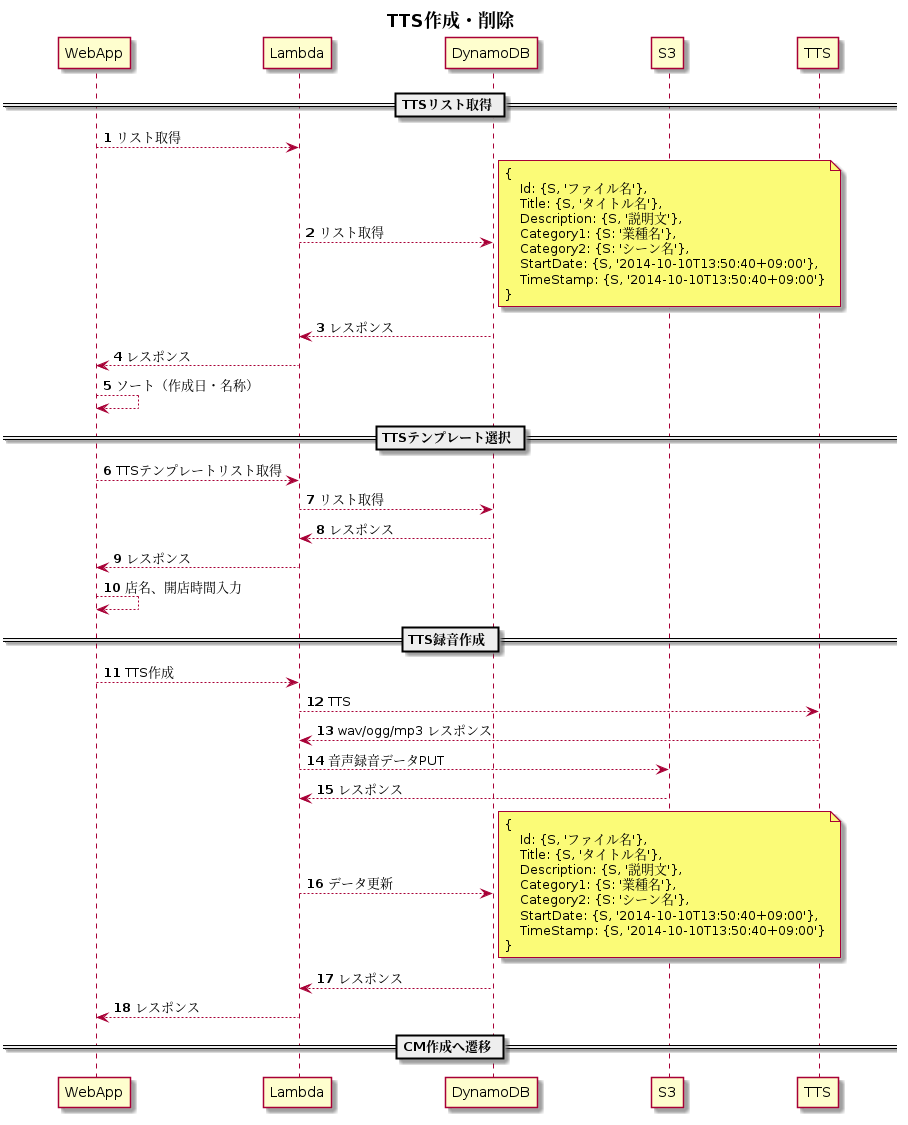 TTS作成・削除
WebApp
Lambda
DynamoDB
S3
TTS
TTSリスト取得
1 リスト取得
{
Id: {S, 'ファイル名'},
Title: {S, 'タイトル名'},
Description: {S, '説明文'},
Category1: {S: '業種名'},
Category2: {S: 'シーン名'},
StartDate: {S, '2014-10-10T13:50:40+09:00'},
TimeStamp: {S, '2014-10-10T13:50:40+09:00'}
}
2 リスト取得
3 レスポンス
4 レスポンス
5 ソート（作成日・名称）
TTSテンプレート選択
6 TTSテンプレートリスト取得
7 リスト取得
8 レスポンス
9 レスポンス
10 店名、開店時間入力
TTS録音作成
11 TTS作成
12 TTS
13 wav/ogg/mp3 レスポンス
14 音声録音データPUT
15 レスポンス
{
Id: {S, 'ファイル名'},
Title: {S, 'タイトル名'},
Description: {S, '説明文'},
Category1: {S: '業種名'},
Category2: {S: 'シーン名'},
StartDate: {S, '2014-10-10T13:50:40+09:00'},
TimeStamp: {S, '2014-10-10T13:50:40+09:00'}
}
16 データ更新
17 レスポンス
18 レスポンス
CM作成へ遷移
WebApp
Lambda
DynamoDB
S3
TTS